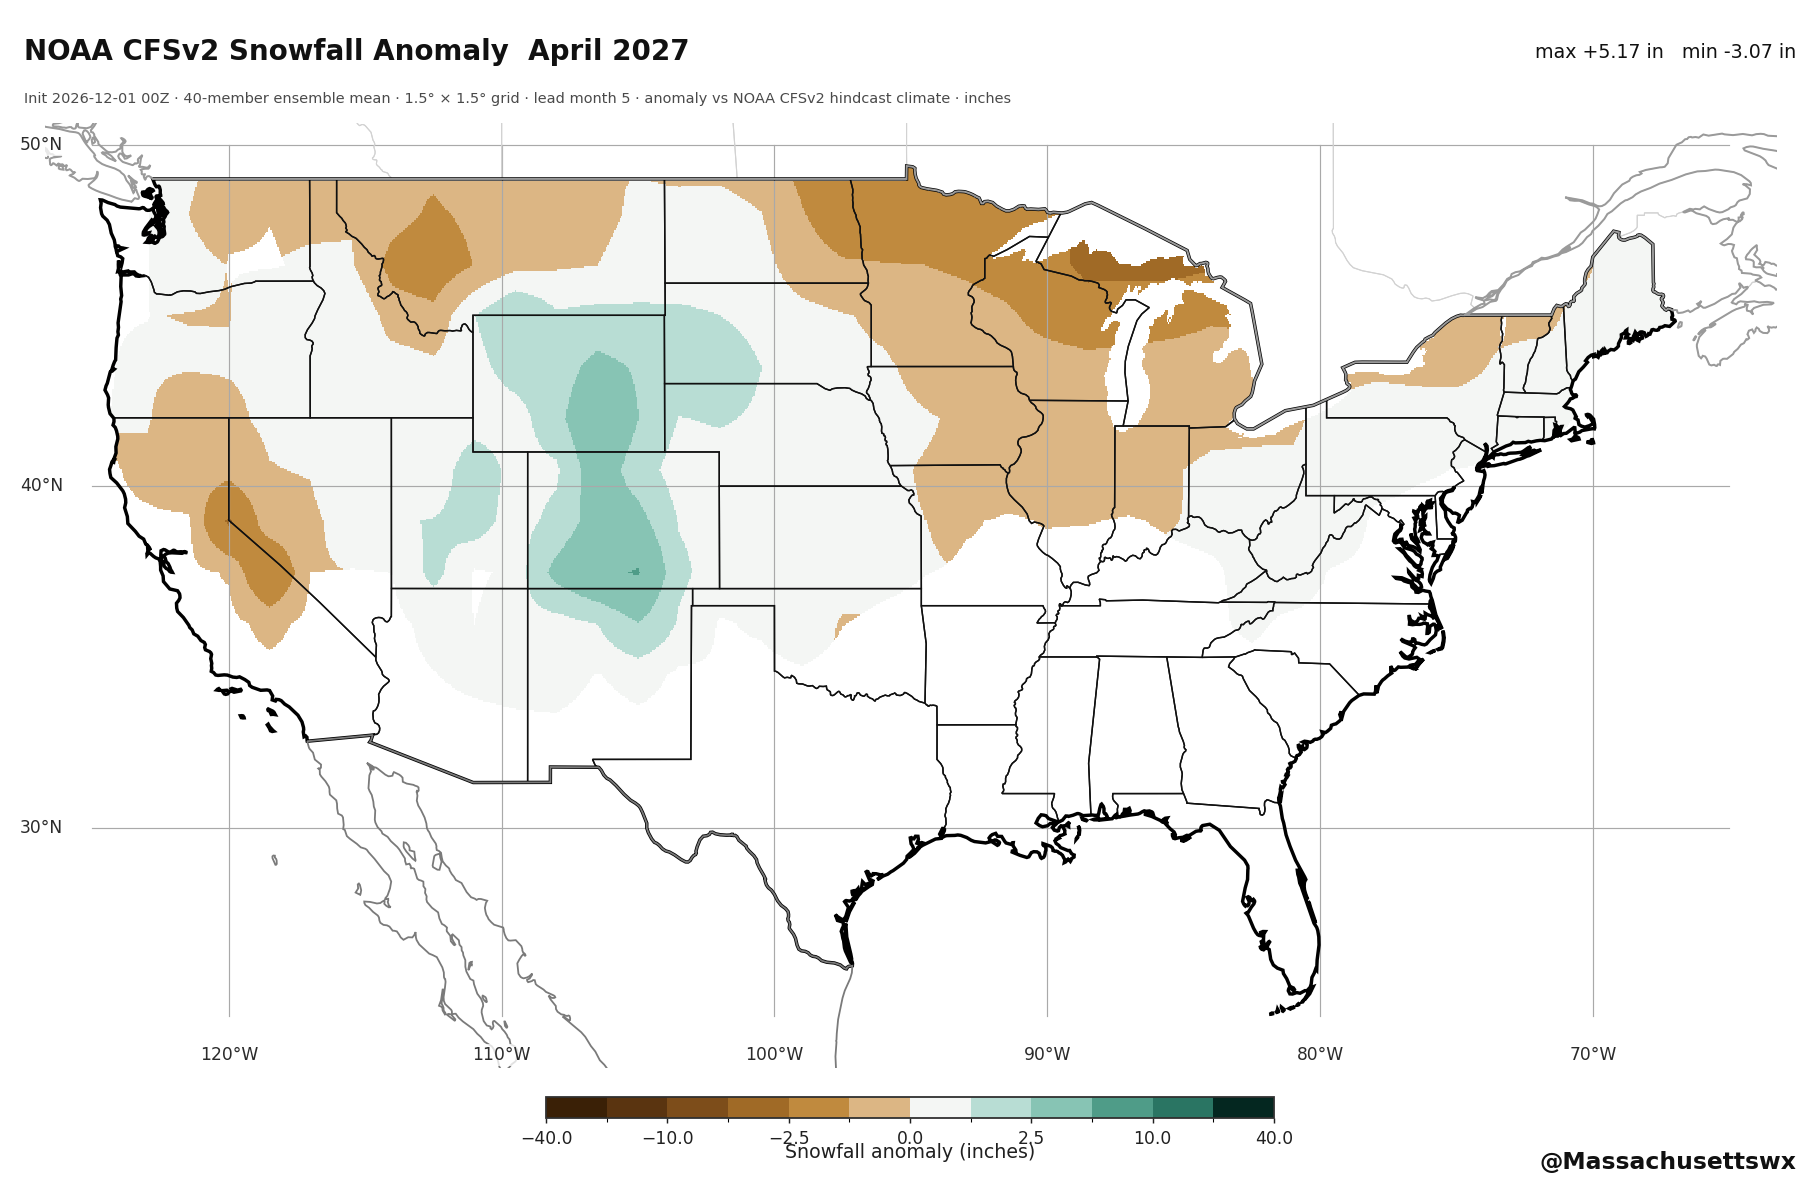 NOAA CFSv2 Snowfall Anomaly  April 2027
max +5.17 in   min -3.07 in
Init 2026-12-01 00Z · 40-member ensemble mean · 1.5° × 1.5° grid · lead month 5 · anomaly vs NOAA CFSv2 hindcast climate · inches
50°N
40°N
30°N
120°W 110°W 100°W 90°W 80°W 70°W
−40.0 −10.0 −2.5 0.0 2.5 10.0 40.0
Snowfall anomaly (inches)
@Massachusettswx